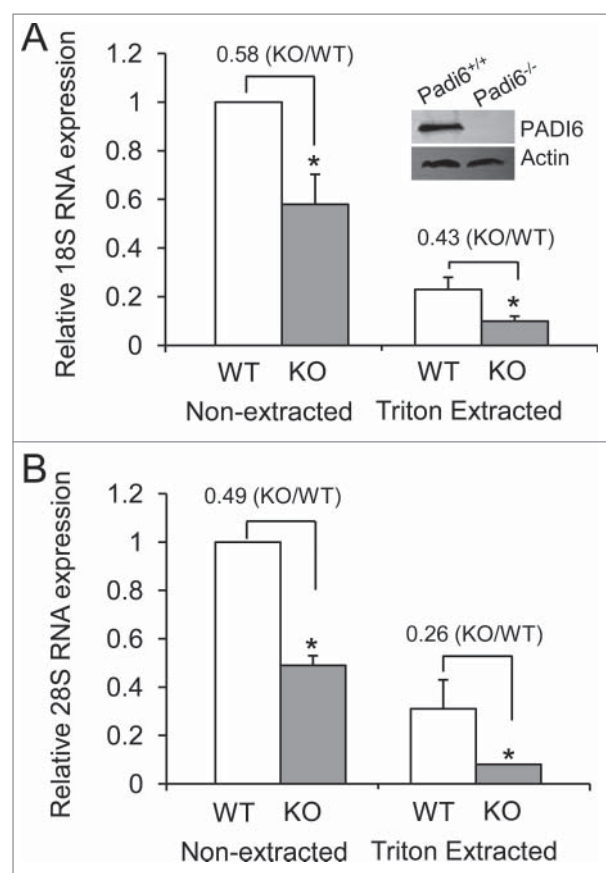 A
Relative 18S RNA expression
1.2
1
0.8
0.6
0.4
0.2
0
0.58 (KO/WT)
*
Padi6+/+ Padi6-/-
PADI6
Actin
0.43 (KO/WT)
*
WT KO WT KO
Non-extracted Triton Extracted
B
Relative 28S RNA expression
1.2
1
0.8
0.6
0.4
0.2
0
0.49 (KO/WT)
*
0.26 (KO/WT)
*
WT KO WT KO
Non-extracted Triton Extracted